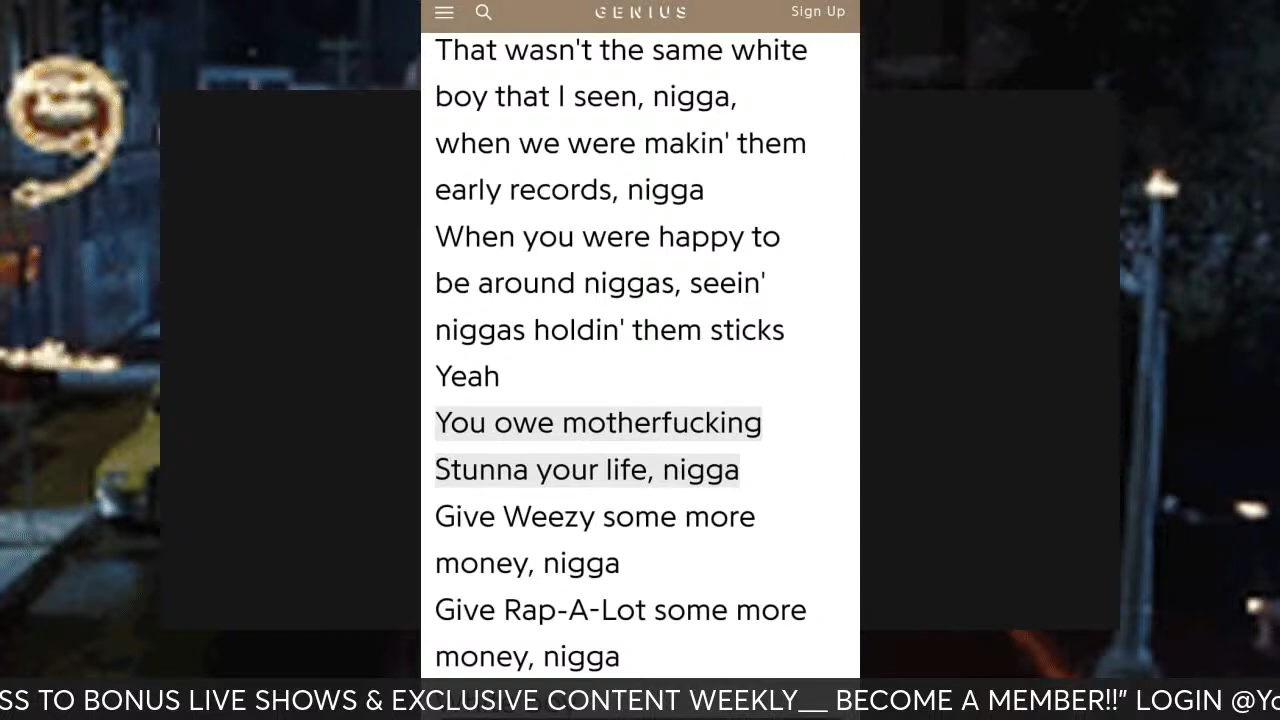 GENIUS
Sign Up
That wasn't the same white
boy that I seen, nigga,
when we were makin' them
early records, nigga
When you were happy to
be around niggas, seein'
niggas holdin' them sticks
Yeah
You owe motherfucking
Stunna your life, nigga
Give Weezy some more
money, nigga
Give Rap-A-Lot some more
money, nigga
SS TO BONUS LIVE SHOWS & EXCLUSIVE CONTENT WEEKLY__ BECOME A MEMBER!!” LOGIN @Yo